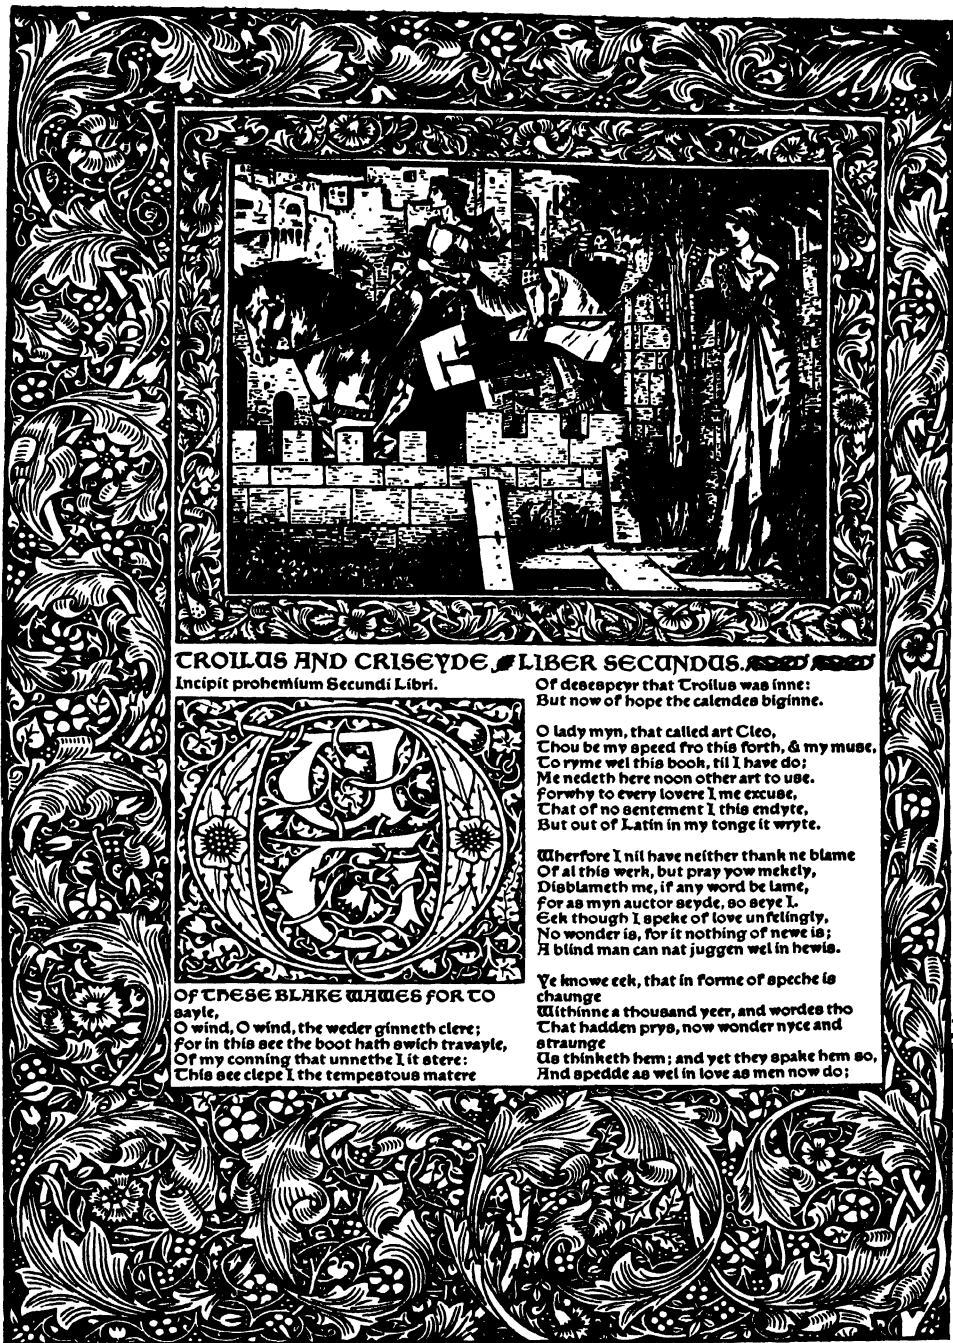 TROILUS AND CRISEYDE. LIBER SECUNDUS.
Incipit prohemium Secundi Libri.
OUT
OF THESE BLAKE WAWES FOR TO
sayle,
O wind, O wind, the weder ginneth clere;
For in this see the boot hath swich travayle,
Of my conning that unnethe I it stere:
This see clepe I the tempestous matere
Of desespeyr that Troilus was inne:
But now of hope the calendes biginne.
O lady myn, that called art Cleo,
Thou be my speed fro this forth, & my muse,
To ryme wel this book, til I have do;
Me nedeth here noon other art to use.
Forwhy to every lovere I me excuse,
That of no sentement I this endyte,
But out of Latin in my tonge it wryte.
Wherfore I nil have neither thank ne blame
Of al this werk, but pray yow mekely,
Disblameth me, if any word be lame,
For as myn auctor seyde, so seye I.
Eek though I speke of love unfelingly,
No wonder is, for it nothing of newe is;
A blind man can nat juggen wel in hewis.
Ye knowe eek, that in forme of speche is
chaunge
Withinne a thousand yeer, and wordes tho
That hadden prys, now wonder nyce and
straunge
Us thinketh hem; and yet they spake hem so,
And spedde as wel in love as men now do;